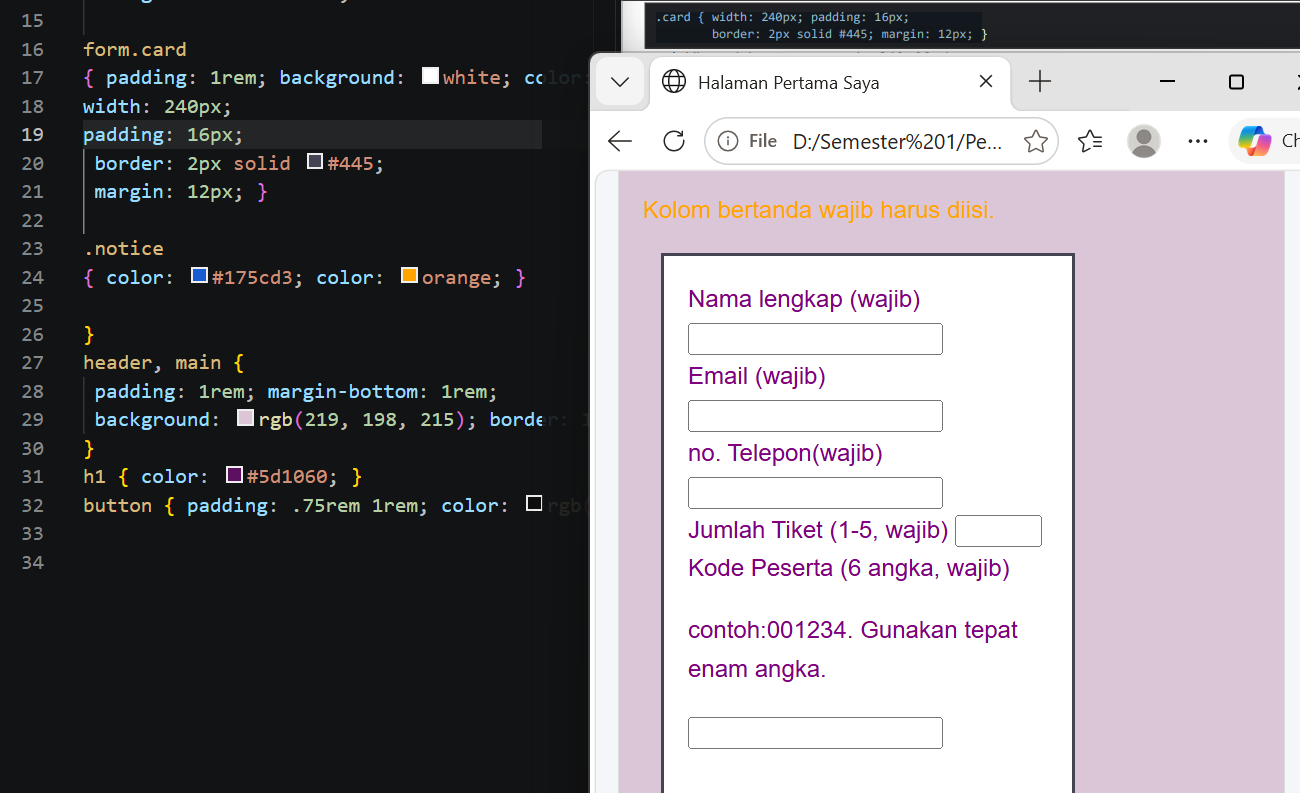 15
16 form.card
17 { padding: 1rem; background: white; color:
18 width: 240px;
19 padding: 16px;
20 border: 2px solid #445;
21 margin: 12px; }
22
23 .notice
24 { color: #175cd3; color: orange; }
25
26 }
27 header, main {
28 padding: 1rem; margin-bottom: 1rem;
29 background: rgb(219, 198, 215); border: 1
30 }
31 h1 { color: #5d1060; }
32 button { padding: .75rem 1rem; color: rgb(
33
34
.card { width: 240px; padding: 16px;
border: 2px solid #445; margin: 12px; }
Halaman Pertama Saya
File D:/Semester%201/Pe...
Ch
Kolom bertanda wajib harus diisi.
Nama lengkap (wajib)
Email (wajib)
no. Telepon(wajib)
Jumlah Tiket (1-5, wajib)
Kode Peserta (6 angka, wajib)
contoh:001234. Gunakan tepat
enam angka.